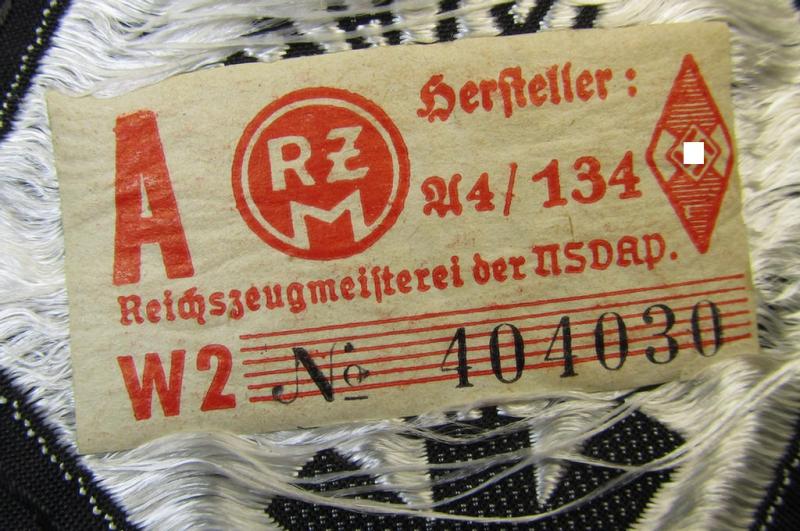 A
RZM
Hersteller:
A4/134
Reichszeugmeisterei der NSDAP.
W2 No 404030